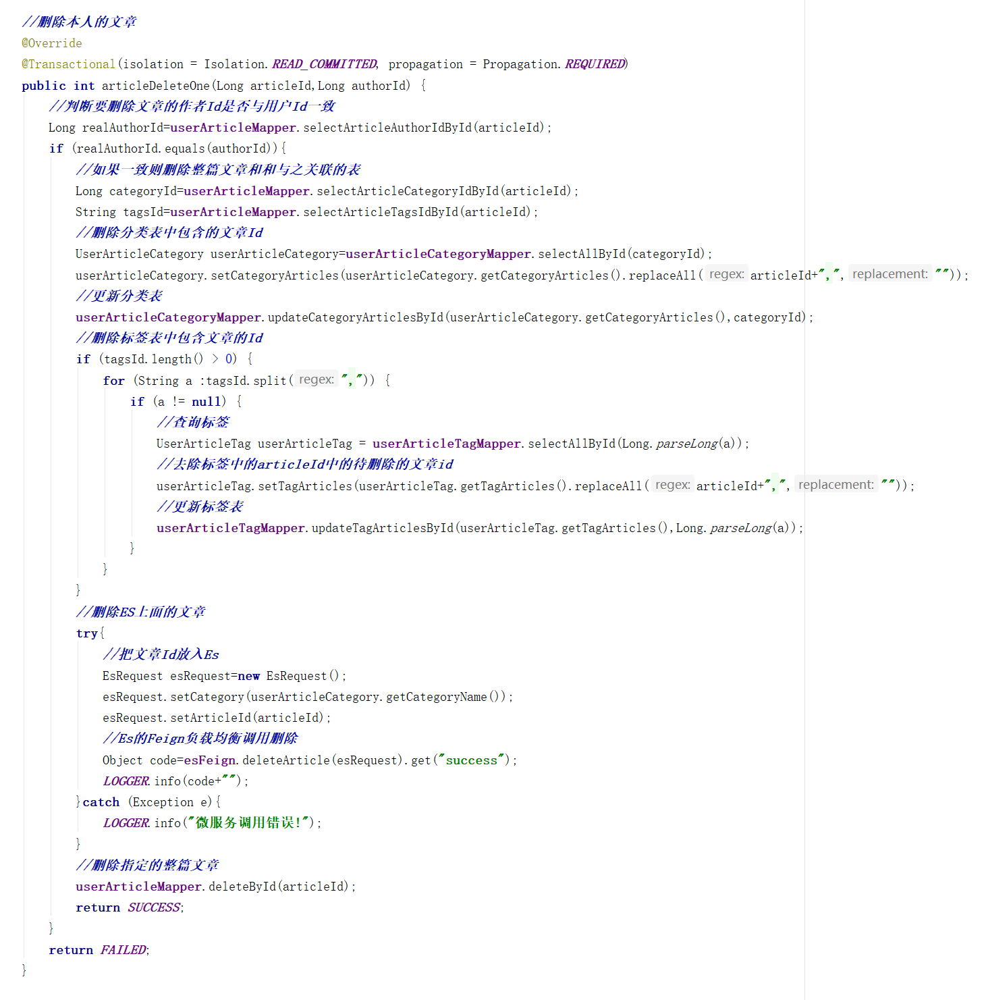 //删除本人的文章
@Override
@Transactional(isolation = Isolation.READ_COMMITTED, propagation = Propagation.REQUIRED)
public int articleDeleteOne(Long articleId,Long authorId) {
//判断要删除文章的作者Id是否与用户Id一致
Long realAuthorId=userArticleMapper.selectArticleAuthorIdById(articleId);
if (realAuthorId.equals(authorId)){
//如果一致则删除整篇文章和和与之关联的表
Long categoryId=userArticleMapper.selectArticleCategoryIdById(articleId);
String tagsId=userArticleMapper.selectArticleTagsIdById(articleId);
//删除分类表中包含的文章Id
UserArticleCategory userArticleCategory=userArticleCategoryMapper.selectAllById(categoryId);
userArticleCategory.setCategoryArticles(userArticleCategory.getCategoryArticles().replaceAll( regex: articleId+",", replacement: ""));
//更新分类表
userArticleCategoryMapper.updateCategoryArticlesById(userArticleCategory.getCategoryArticles(),categoryId);
//删除标签表中包含文章的Id
if (tagsId.length() > 0) {
for (String a :tagsId.split( regex: ",")) {
if (a != null) {
//查询标签
UserArticleTag userArticleTag = userArticleTagMapper.selectAllById(Long.parseLong(a));
//去除标签中的articleId中的待删除的文章id
userArticleTag.setTagArticles(userArticleTag.getTagArticles().replaceAll( regex: articleId+",", replacement: ""));
//更新标签表
userArticleTagMapper.updateTagArticlesById(userArticleTag.getTagArticles(),Long.parseLong(a));
}
}
}
//删除ES上面的文章
try{
//把文章Id放入Es
EsRequest esRequest=new EsRequest();
esRequest.setCategory(userArticleCategory.getCategoryName());
esRequest.setArticleId(articleId);
//Es的Feign负载均衡调用删除
Object code=esFeign.deleteArticle(esRequest).get("success");
LOGGER.info(code+"");
}catch (Exception e){
LOGGER.info("微服务调用错误!");
}
//删除指定的整篇文章
userArticleMapper.deleteById(articleId);
return SUCCESS;
}
return FAILED;
}